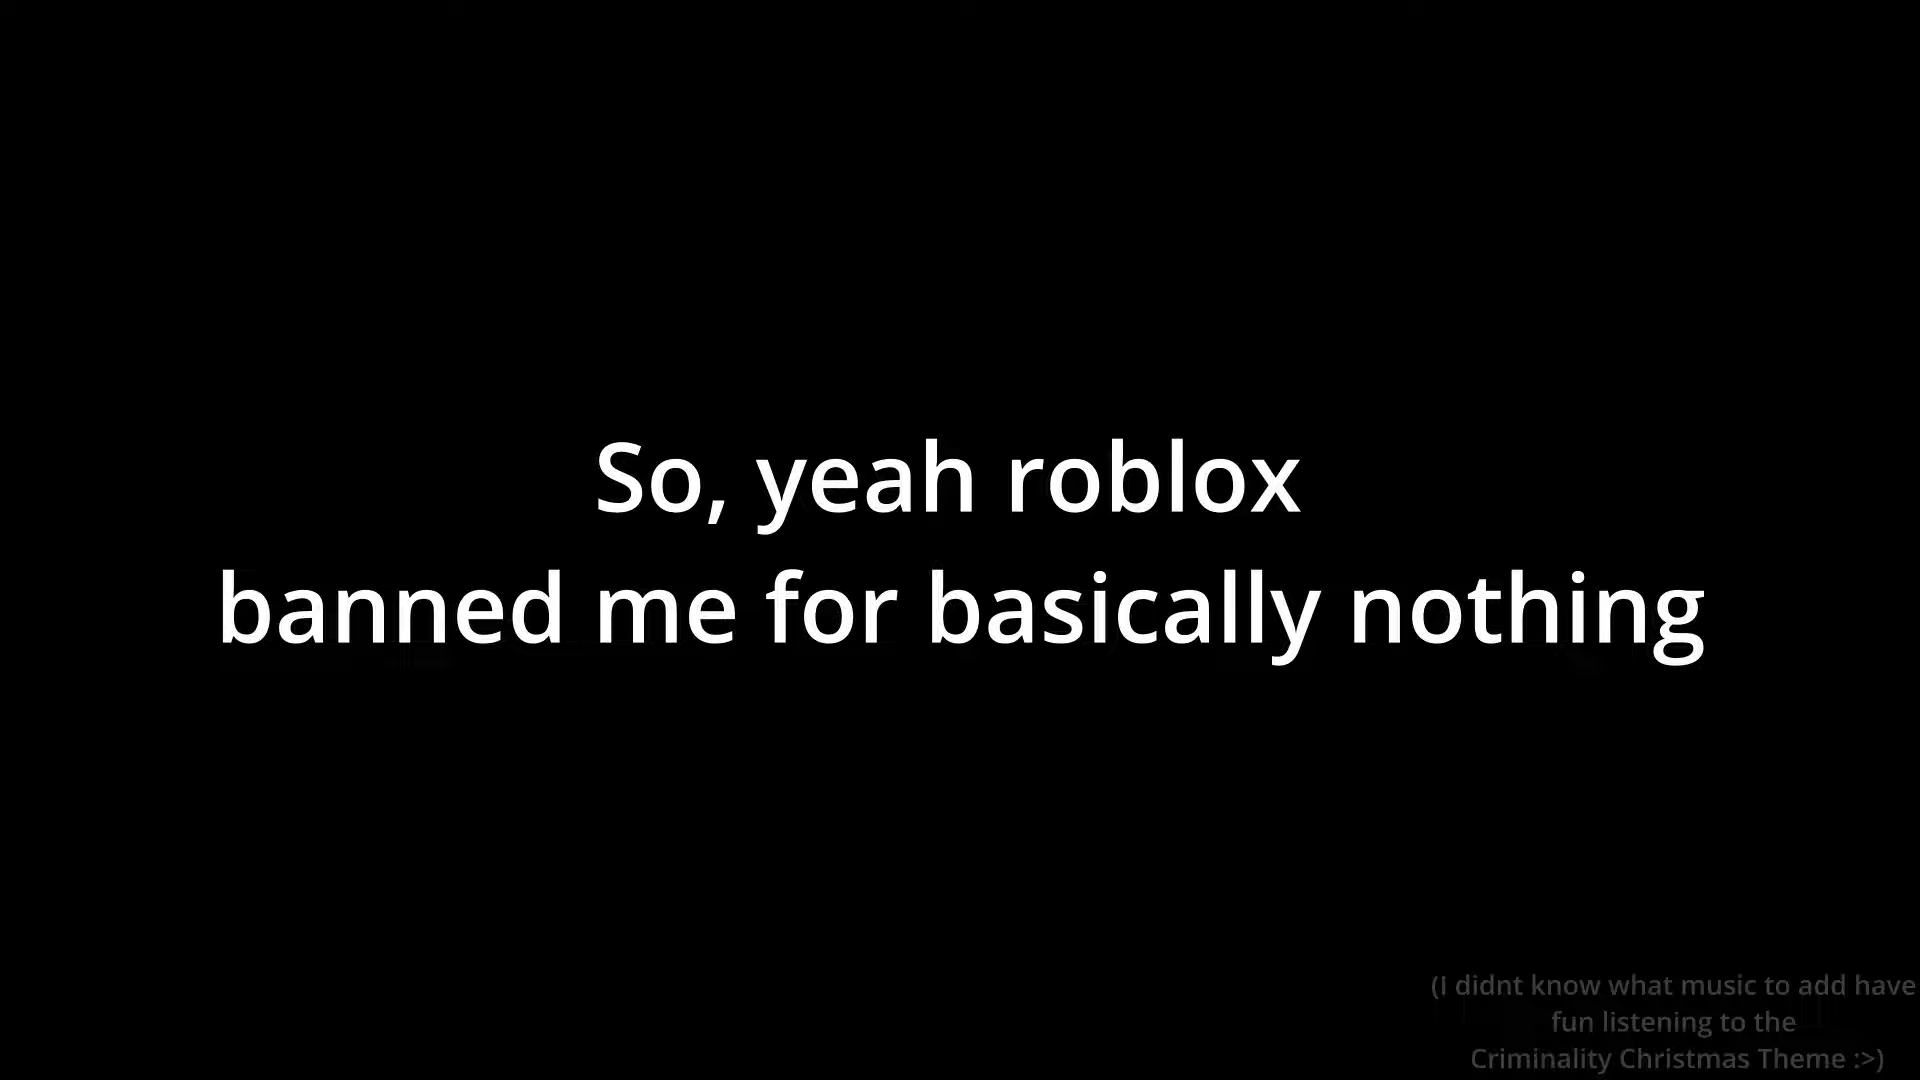 So, yeah roblox
banned me for basically nothing
(I didnt know what music to add have
fun listening to the
Criminality Christmas Theme :>)